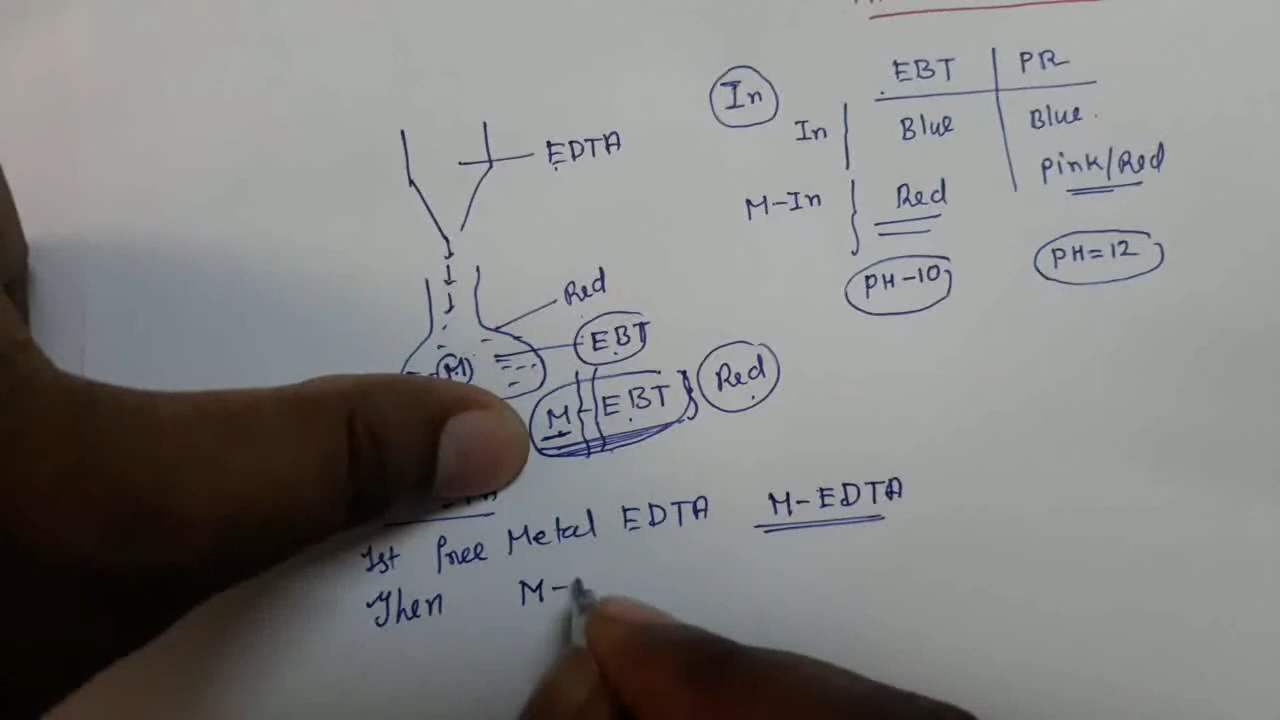 EBT PR
In
In Blue Blue.
EDTA
M-In Red Pink/Red
PH-10 PH=12
Red
EBT
M
M-EBT Red
1st free Metal EDTA M-EDTA
Then M-